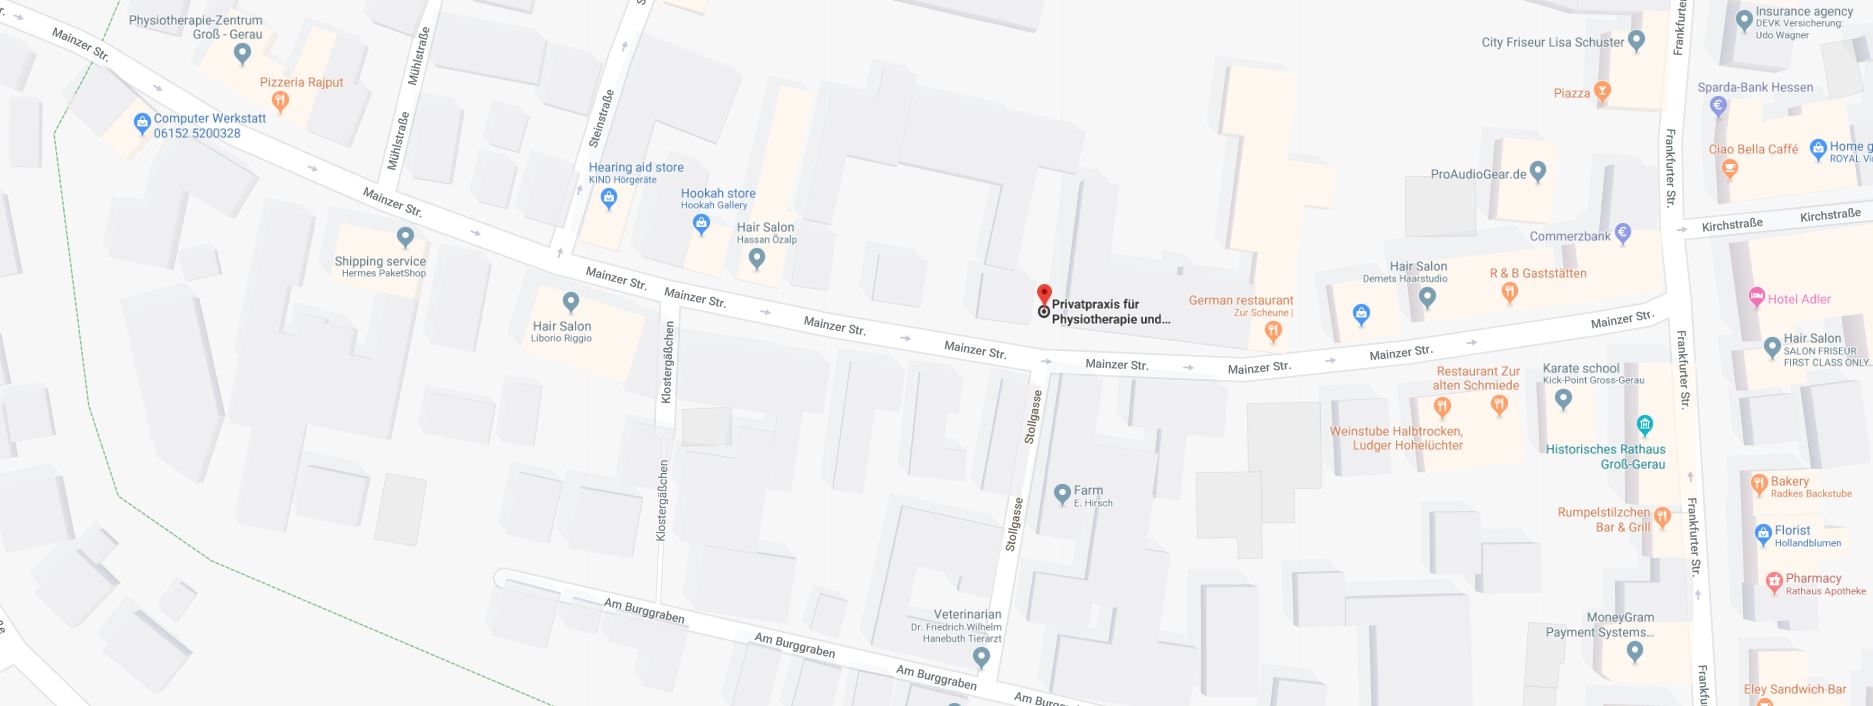 Physiotherapie-Zentrum
Groß - Gerau
Mainzer Str.
Pizzeria Rajput
Computer Werkstatt
06152 5200328
Mühlstraße
Mühlstraße
Steinstraße
Hearing aid store
KIND Hörgeräte
Hookah store
Hookah Gallery
Hair Salon
Hassan Özalp
Mainzer Str.
Shipping service
Hermes PaketShop
Hair Salon
Liborio Riggio
Mainzer Str.
Mainzer Str.
Mainzer Str.
Mainzer Str.
Mainzer Str.
Mainzer Str.
Mainzer Str.
Mainzer Str.
Privatpraxis für
Physiotherapie und...
German restaurant
Zur Scheune |
City Friseur Lisa Schuster
Piazza
ProAudioGear.de
Commerzbank
Hair Salon
Demets Haarstudio
R & B Gaststätten
Insurance agency
DEVK Versicherung:
Udo Wagner
Sparda-Bank Hessen
Ciao Bella Caffé
Home g
ROYAL Vi
Frankfurter
Frankfurter Str.
Kirchstraße
Kirchstraße
Hotel Adler
Hair Salon
SALON FRISEUR
FIRST CLASS ONLY...
Frankfurter Str.
Restaurant Zur
alten Schmiede
Karate school
Kick-Point Gross-Gerau
Weinstube Halbtrocken,
Ludger Hohelüchter
Historisches Rathaus
Groß-Gerau
Rumpelstilzchen
Bar & Grill
Bakery
Radkes Backstube
Florist
Hollandblumen
Pharmacy
Rathaus Apotheke
Frankfurter Str.
MoneyGram
Payment Systems...
Eley Sandwich Bar
Frankfu
Klostergäßchen
Klostergäßchen
Stollgasse
Stollgasse
Farm
E. Hirsch
Veterinarian
Dr. Friedrich Wilhelm
Hanebuth Tierarzt
Am Burggraben
Am Burggraben
Am Burggraben
Am Burggr